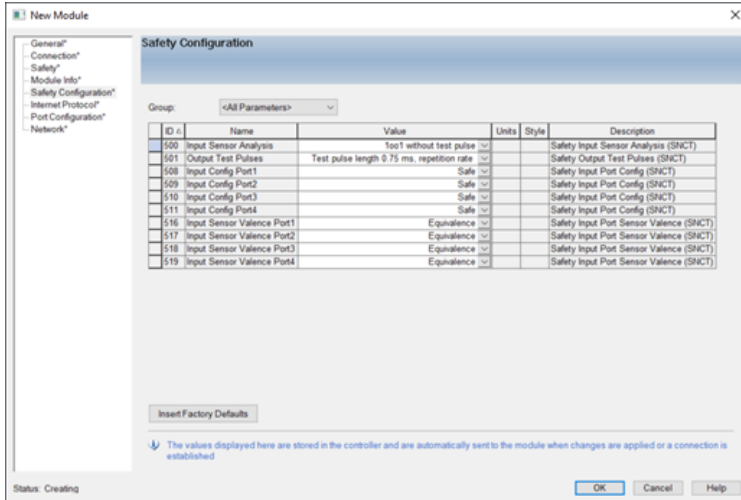 New Module
General*
Connection*
Safety*
Module Info*
Safety Configuration*
Internet Protocol*
Port Configuration*
Network*
Safety Configuration
Group: <All Parameters>
ID Name Value Units Style Description
500 Input Sensor Analysis 1oo1 without test pulse Safety Input Sensor Analysis (SNCT)
501 Output Test Pulses Test pulse length 0.75 ms, repetition rate Safety Output Test Pulses (SNCT)
508 Input Config Port1 Safe Safety Input Port Config (SNCT)
509 Input Config Port2 Safe Safety Input Port Config (SNCT)
510 Input Config Port3 Safe Safety Input Port Config (SNCT)
511 Input Config Port4 Safe Safety Input Port Config (SNCT)
516 Input Sensor Valence Port1 Equivalence Safety Input Port Sensor Valence (SNCT)
517 Input Sensor Valence Port2 Equivalence Safety Input Port Sensor Valence (SNCT)
518 Input Sensor Valence Port3 Equivalence Safety Input Port Sensor Valence (SNCT)
519 Input Sensor Valence Port4 Equivalence Safety Input Port Sensor Valence (SNCT)
Insert Factory Defaults
The values displayed here are stored in the controller and are automatically sent to the module when changes are applied or a connection is
established
Status: Creating
OK Cancel Help